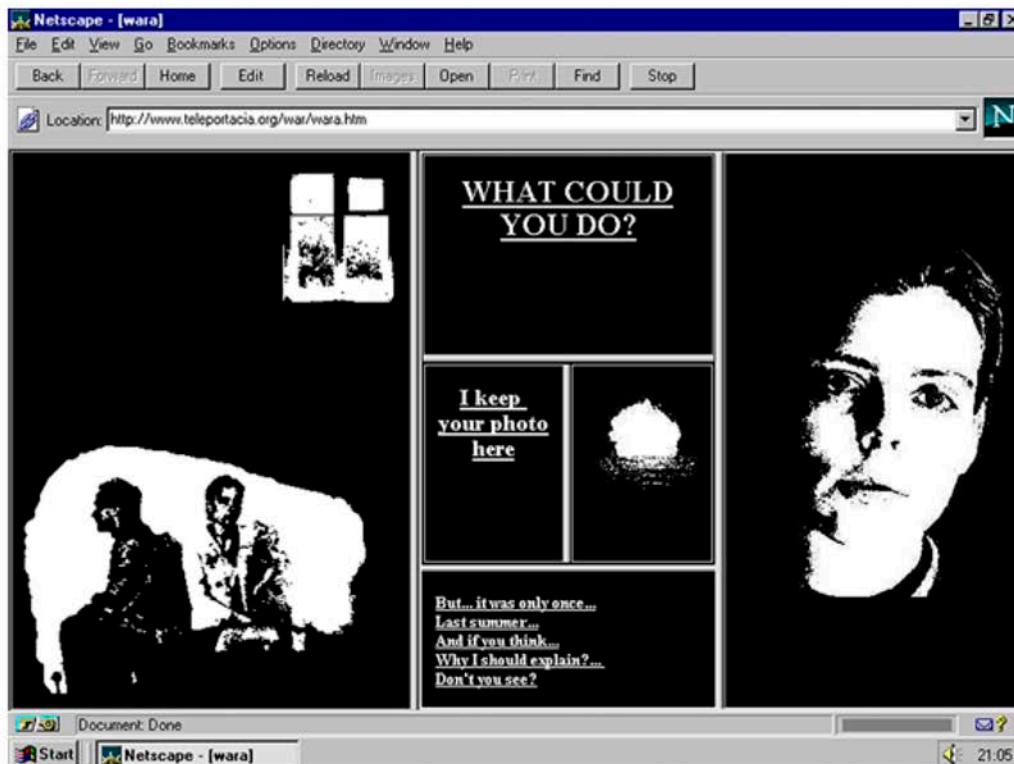 Netscape - [wara]
File Edit View Go Bookmarks Options Directory Window Help
Back Forward Home Edit Reload Images Open Print Find Stop
Location: http://www.teleportacia.org/war/wara.htm
N
WHAT COULD
YOU DO?
I keep
your photo
here
But... it was only once...
Last summer...
And if you think...
Why I should explain?...
Don't you see?
Document: Done
Start Netscape - [wara] 21:05